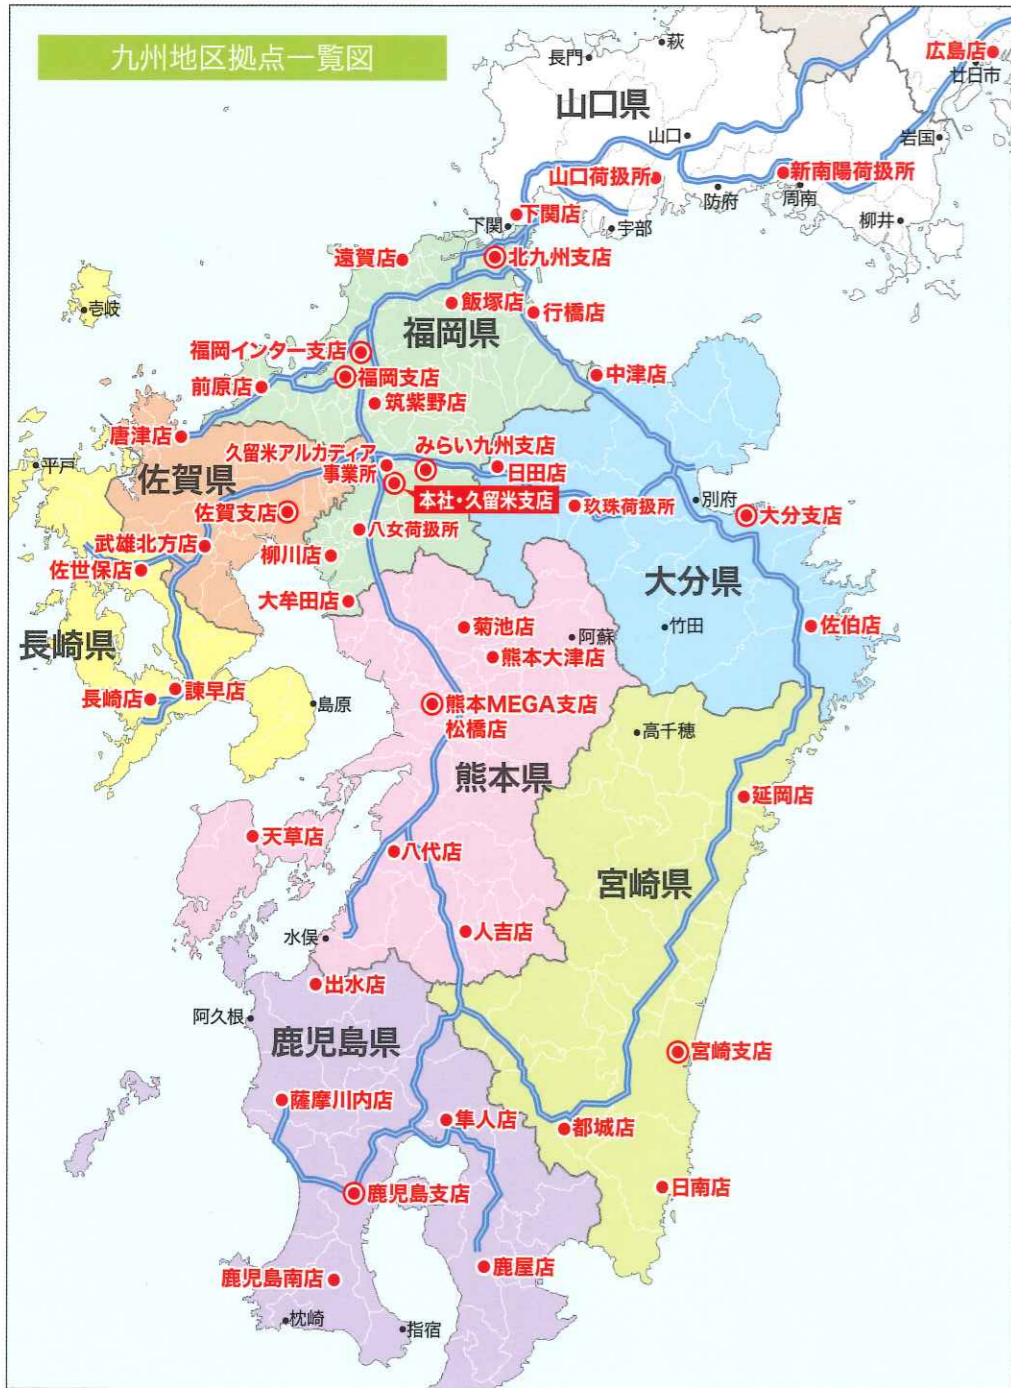 九州地区拠点一覧図
萩
長門
広島店
廿日市
山口県
山口
岩国
山口荷扱所
新南陽荷扱所
防府
周南
下関店
下関
宇部
柳井
遠賀店
北九州支店
壱岐
飯塚店
行橋店
福岡県
福岡インター支店
福岡支店
前原店
中津店
筑紫野店
唐津店
久留米アルカディア
事業所
みらい九州支店
日田店
平戸
佐賀県
本社・久留米支店
別府
佐賀支店
玖珠荷扱所
大分支店
八女荷扱所
武雄北方店
柳川店
佐世保店
大分県
大牟田店
菊池店
阿蘇
竹田
佐伯店
長崎県
熊本大津店
諫早店
長崎店
島原
熊本MEGA支店
松橋店
高千穂
熊本県
延岡店
天草店
八代店
宮崎県
人吉店
水俣
出水店
阿久根
鹿児島県
宮崎支店
薩摩川内店
隼人店
都城店
鹿児島支店
日南店
鹿屋店
鹿児島南店
枕崎
指宿